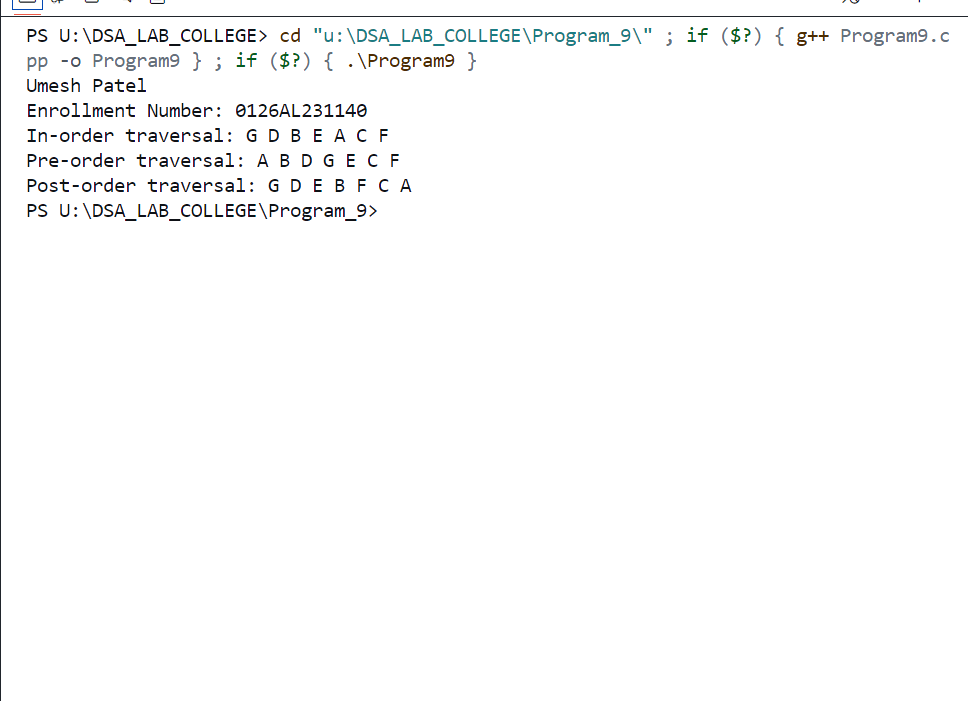 PS U:\DSA_LAB_COLLEGE> cd "u:\DSA_LAB_COLLEGE\Program_9\" ; if ($?) { g++ Program9.c
pp -o Program9 } ; if ($?) { .\Program9 }
Umesh Patel
Enrollment Number: 0126AL231140
In-order traversal: G D B E A C F
Pre-order traversal: A B D G E C F
Post-order traversal: G D E B F C A
PS U:\DSA_LAB_COLLEGE\Program_9>